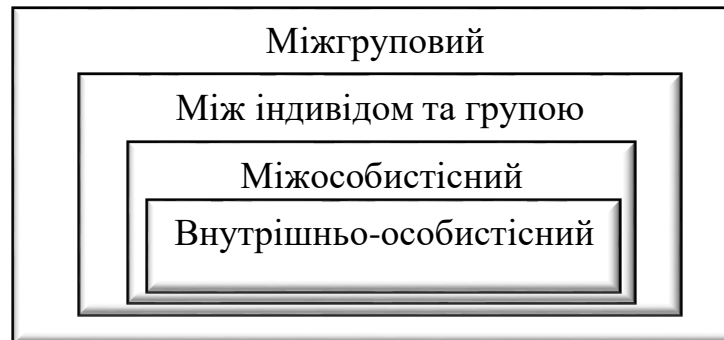 Міжгруповий
Між індивідом та групою
Міжособистісний
Внутрішньо-особистісний